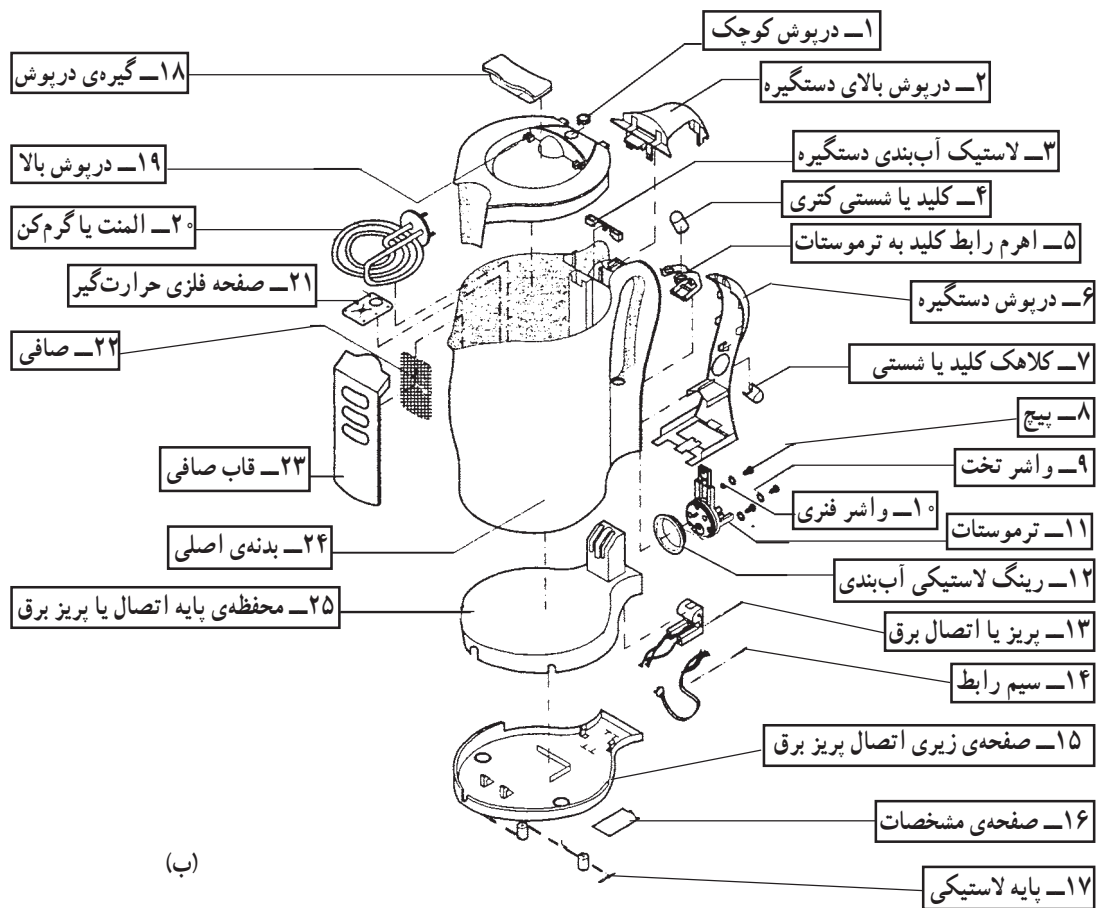 ۱ــ درپوش کوچک
۲ــ درپوش بالای دستگیره
۳ــ لاستیک آب‌بندی دستگیره
۴ــ کلید یا شستی کتری
۵ــ اهرم رابط کلید به ترموستات
۶ــ درپوش دستگیره
۷ــ کلاهک کلید یا شستی
۸ــ پیچ
۹ــ واشر تخت
۱۰ــ واشر فنری
۱۱ــ ترموستات
۱۲ــ رینگ لاستیکی آب‌بندی
۱۳ــ پریز یا اتصال برق
۱۴ــ سیم رابط
۱۵ــ صفحه‌ی زیری اتصال پریز برق
۱۶ــ صفحه‌ی مشخصات
۱۷ــ پایه لاستیکی
۱۸ــ گیره‌ی درپوش
۱۹ــ درپوش بالا
۲۰ــ المنت یا گرم‌کن
۲۱ــ صفحه فلزی حرارت‌گیر
۲۲ــ صافی
۲۳ــ قاب صافی
۲۴ــ بدنه‌ی اصلی
۲۵ــ محفظه‌ی پایه اتصال یا پریز برق
(ب)